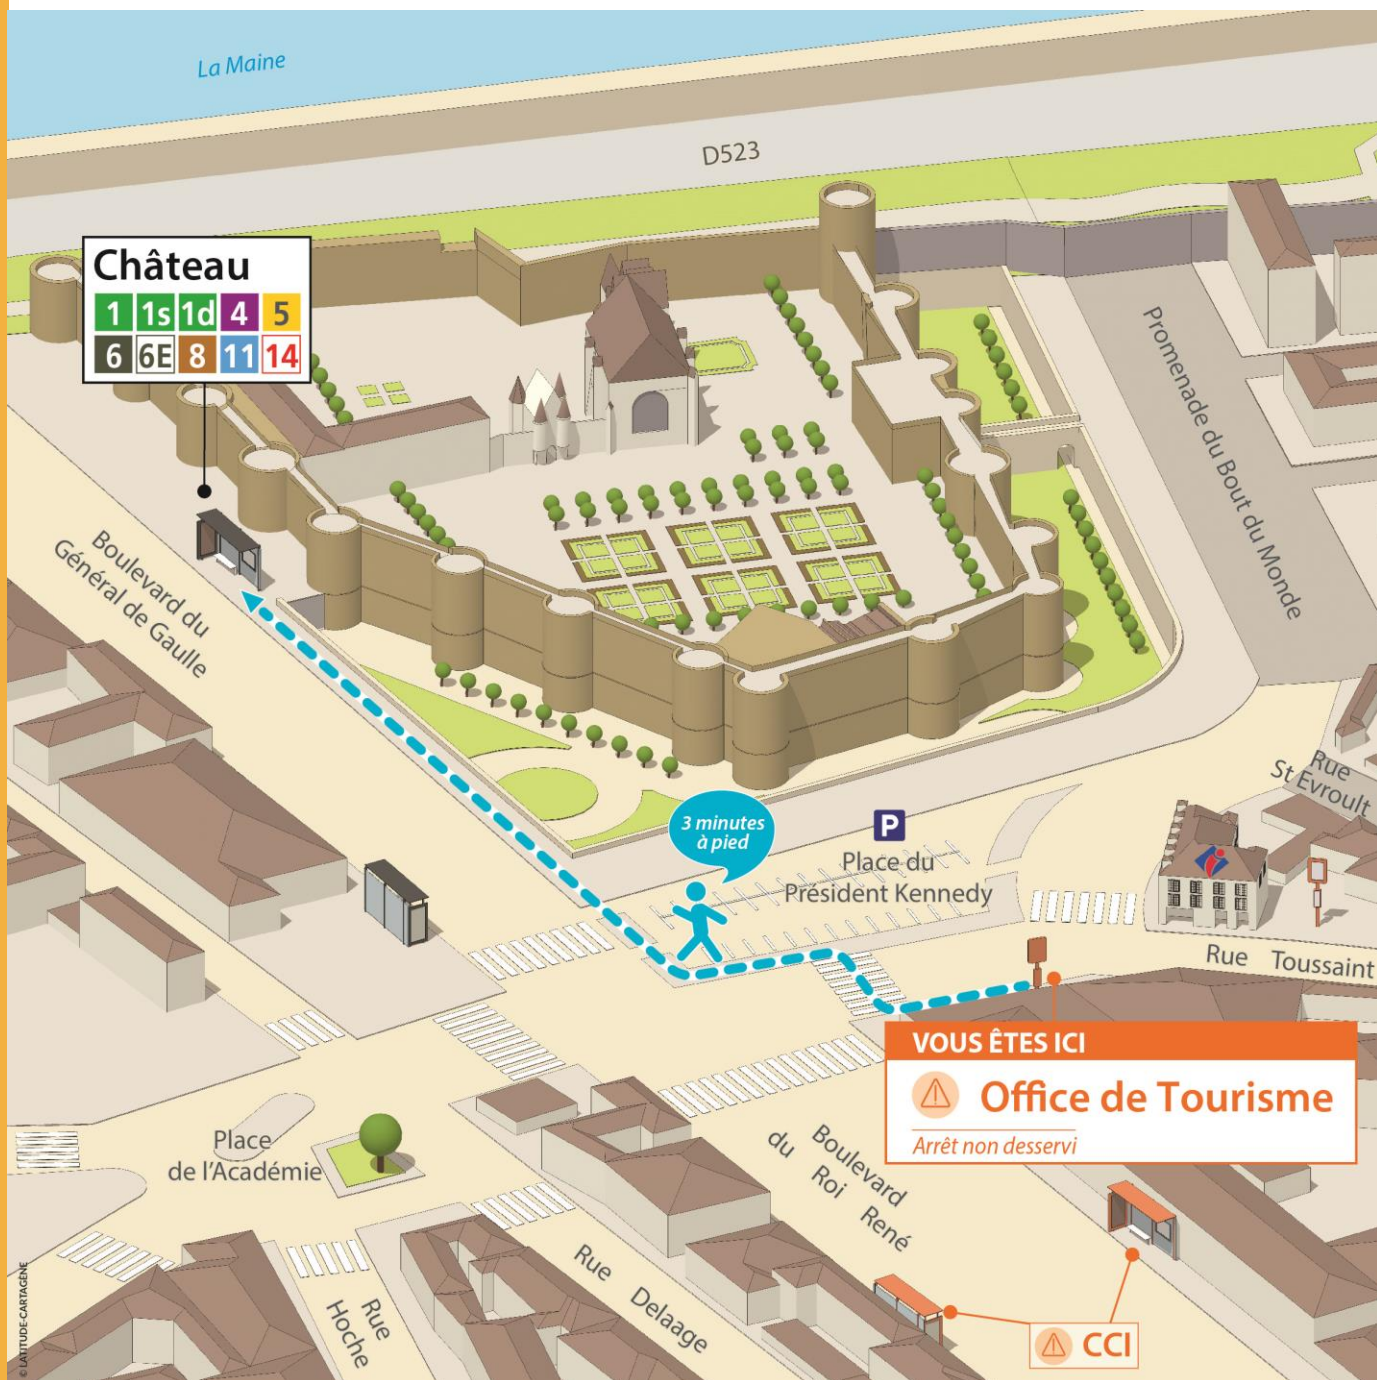 La Maine
D523
Château
1 1s 1d 4 5
6 6E 8 11 14
Promenade du Bout du Monde
Boulevard du
Général de Gaulle
3 minutes
à pied
P
Place du
Président Kennedy
Rue
St Evroult
Rue Toussaint
VOUS ÊTES ICI
Office de Tourisme
Arrêt non desservi
Place
de l'Académie
Boulevard
du Roi René
Rue Delaage
Rue
Hoche
CCI
© LATITUDE-CARTAGÈNE